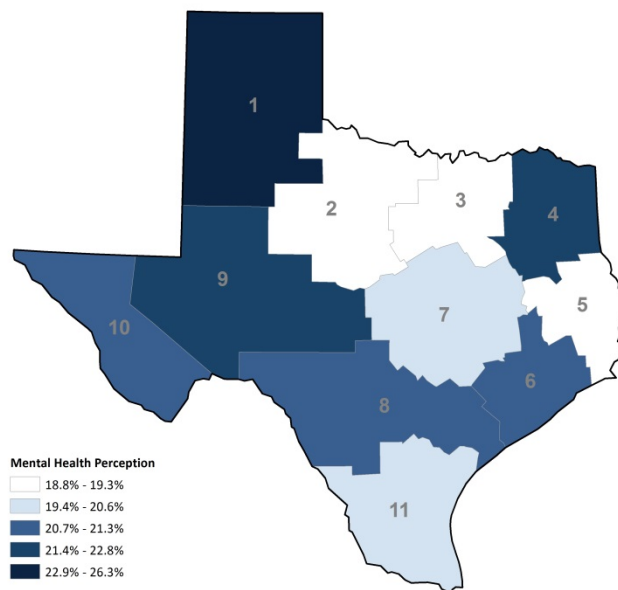 1
2
3
4
9
5
7
10
6
8
11
Mental Health Perception
18.8% - 19.3%
19.4% - 20.6%
20.7% - 21.3%
21.4% - 22.8%
22.9% - 26.3%